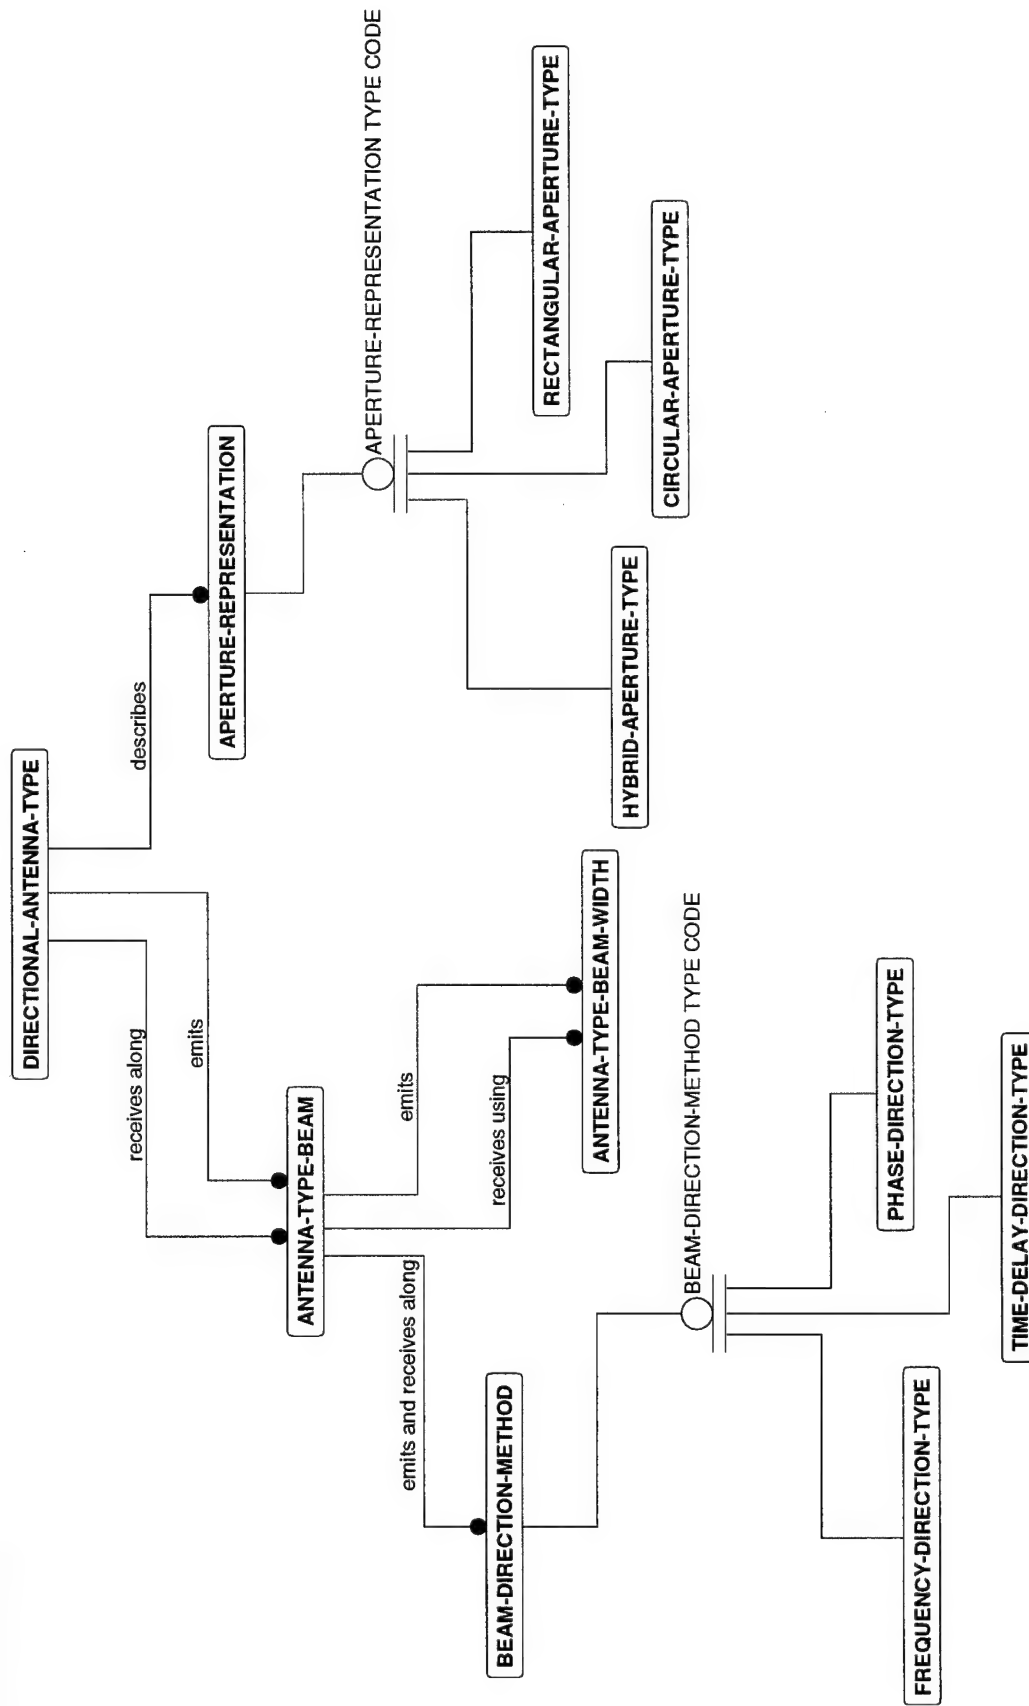 DIRECTIONAL-ANTENNA-TYPE
receives along
emits
describes
ANTENNA-TYPE-BEAM
APERTURE-REPRESENTATION
emits and receives along
receives using
emits
APERTURE-REPRESENTATION TYPE CODE
BEAM-DIRECTION-METHOD
ANTENNA-TYPE-BEAM-WIDTH
HYBRID-APERTURE-TYPE
CIRCULAR-APERTURE-TYPE
RECTANGULAR-APERTURE-TYPE
BEAM-DIRECTION-METHOD TYPE CODE
FREQUENCY-DIRECTION-TYPE
TIME-DELAY-DIRECTION-TYPE
PHASE-DIRECTION-TYPE